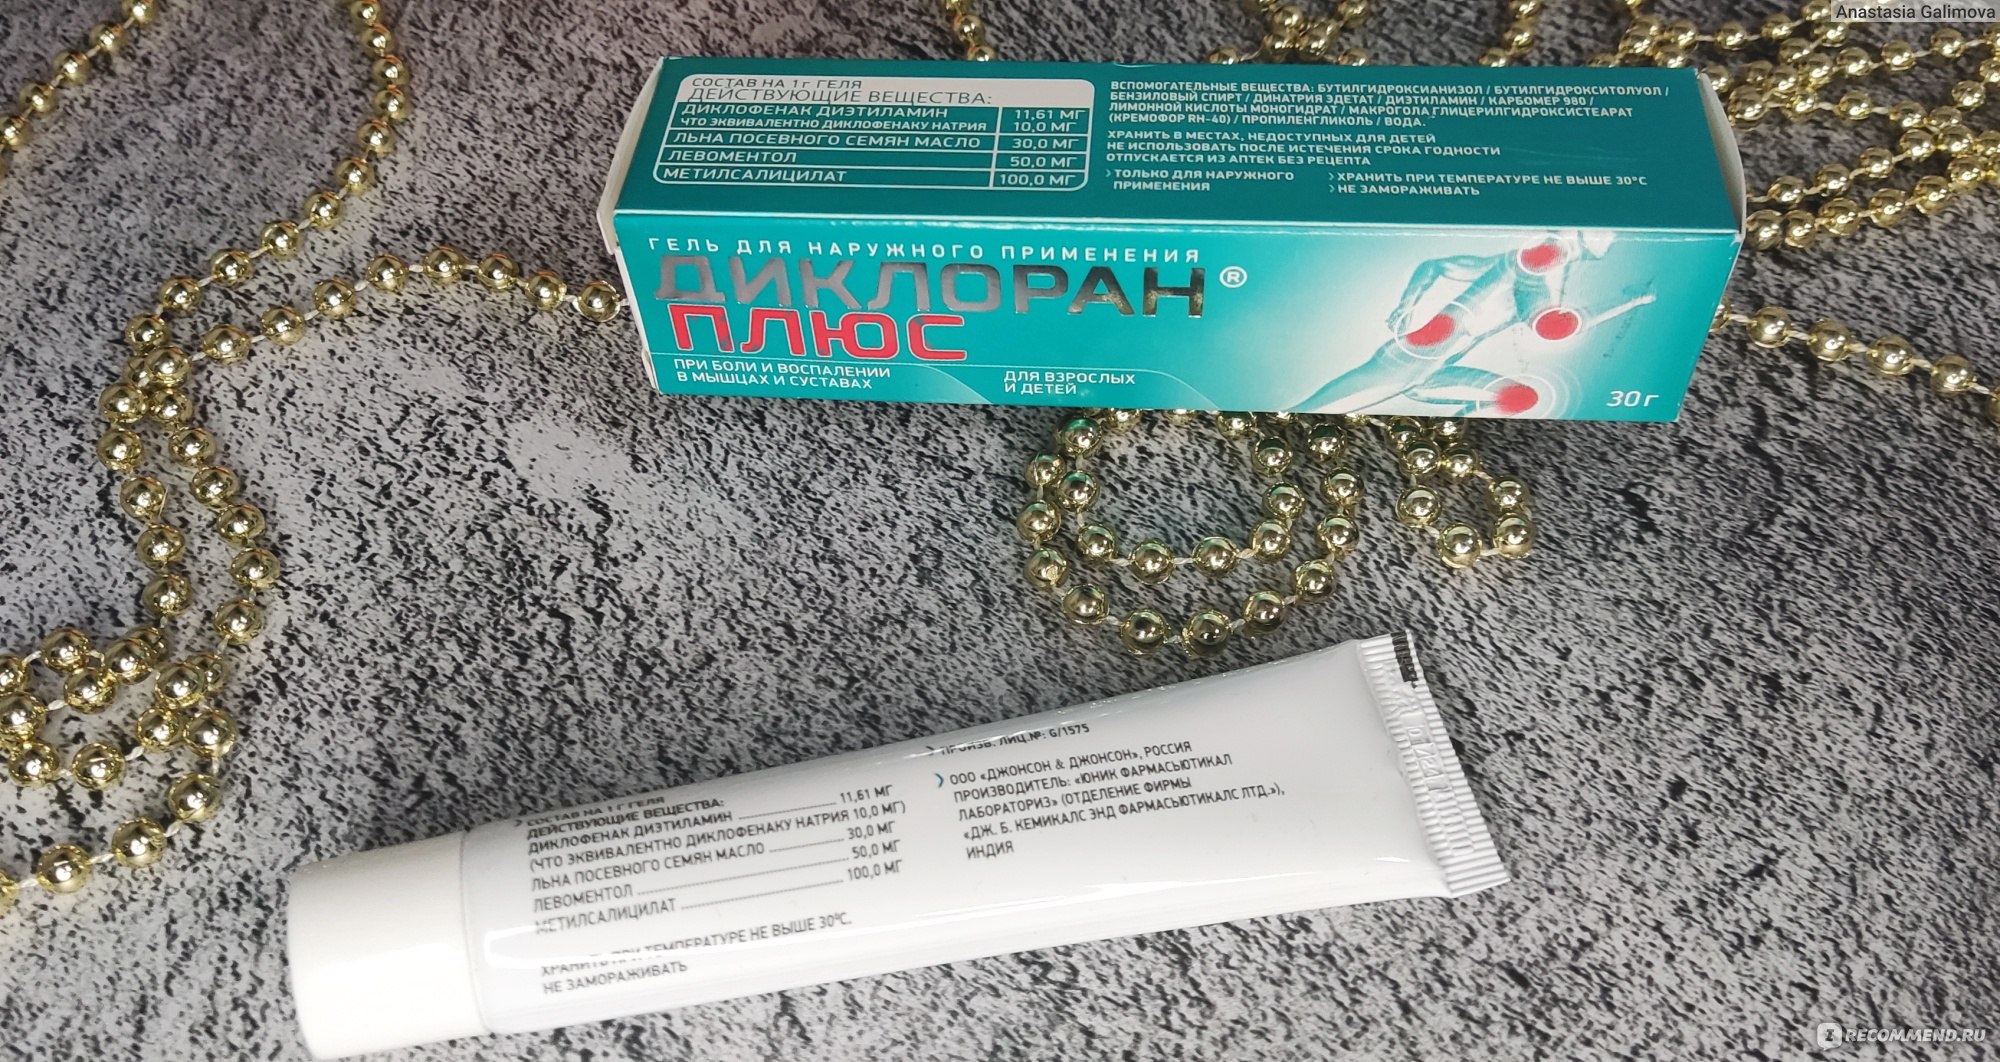 Anastasia Galimova
СОСТАВ НА 1 г ГЕЛЯ
ДЕЙСТВУЮЩИЕ ВЕЩЕСТВА:
ДИКЛОФЕНАК ДИЭТИЛАМИН 11,61 МГ
ЧТО ЭКВИВАЛЕНТНО ДИКЛОФЕНАКУ НАТРИЯ 10,0 МГ
ЛЬНА ПОСЕВНОГО СЕМЯН МАСЛО 30,0 МГ
ЛЕВОМЕНТОЛ 50,0 МГ
МЕТИЛСАЛИЦИЛАТ 100,0 МГ
ВСПОМОГАТЕЛЬНЫЕ ВЕЩЕСТВА: БУТИЛГИДРОКСИАНИЗОЛ / БУТИЛГИДРОКСИТОЛУОЛ /
БЕНЗИЛОВЫЙ СПИРТ / ДИНАТРИЯ ЭДЕТАТ / ДИЭТИЛАМИН / КАРБОМЕР 980 /
ЛИМОННОЙ КИСЛОТЫ МОНОГИДРАТ / МАКРОГОЛА ГЛИЦЕРИЛГИДРОКСИСТЕАРАТ
(КРЕМОФОР RH-40) / ПРОПИЛЕНГЛИКОЛЬ / ВОДА.
ХРАНИТЬ В МЕСТАХ, НЕДОСТУПНЫХ ДЛЯ ДЕТЕЙ
НЕ ИСПОЛЬЗОВАТЬ ПОСЛЕ ИСТЕЧЕНИЯ СРОКА ГОДНОСТИ
ОТПУСКАЕТСЯ ИЗ АПТЕК БЕЗ РЕЦЕПТА
› ТОЛЬКО ДЛЯ НАРУЖНОГО
ПРИМЕНЕНИЯ
› ХРАНИТЬ ПРИ ТЕМПЕРАТУРЕ НЕ ВЫШЕ 30°С
› НЕ ЗАМОРАЖИВАТЬ
ГЕЛЬ ДЛЯ НАРУЖНОГО ПРИМЕНЕНИЯ
ДИКЛОРАН®
ПЛЮС
ПРИ БОЛИ И ВОСПАЛЕНИИ
В МЫШЦАХ И СУСТАВАХ
ДЛЯ ВЗРОСЛЫХ
И ДЕТЕЙ
30 г
› СОСТАВ НА 1 Г ГЕЛЯ
ДЕЙСТВУЮЩИЕ ВЕЩЕСТВА:
ДИКЛОФЕНАК ДИЭТИЛАМИН 11,61 МГ
(ЧТО ЭКВИВАЛЕНТНО ДИКЛОФЕНАКУ НАТРИЯ 10,0 МГ)
ЛЬНА ПОСЕВНОГО СЕМЯН МАСЛО 30,0 МГ
ЛЕВОМЕНТОЛ 50,0 МГ
МЕТИЛСАЛИЦИЛАТ 100,0 МГ
ХРАНИТЬ ПРИ ТЕМПЕРАТУРЕ НЕ ВЫШЕ 30°С.
НЕ ЗАМОРАЖИВАТЬ
› ПРОИЗВ. ЛИЦ.№: G/1575
› ООО «ДЖОНСОН & ДЖОНСОН», РОССИЯ
ПРОИЗВОДИТЕЛЬ: «ЮНИК ФАРМАСЬЮТИКАЛ
ЛАБОРАТОРИЗ» (ОТДЕЛЕНИЕ ФИРМЫ
«ДЖ. Б. КЕМИКАЛС ЭНД ФАРМАСЬЮТИКАЛС ЛТД.»),
ИНДИЯ
IRECOMMEND.RU